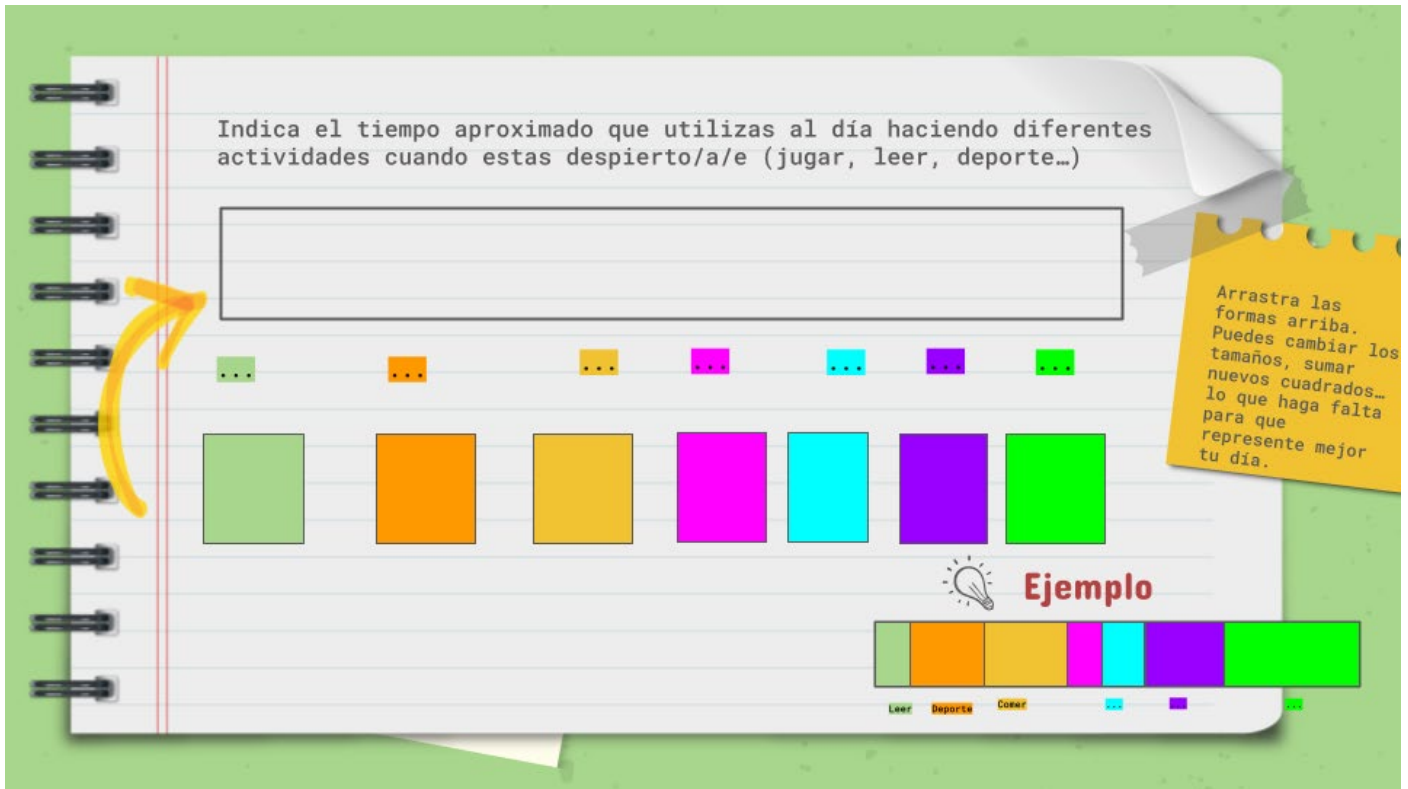 Indica el tiempo aproximado que utilizas al día haciendo diferentes
actividades cuando estas despierto/a/e (jugar, leer, deporte…)
Arrastra las
formas arriba.
Puedes cambiar los
tamaños, sumar
nuevos cuadrados…
lo que haga falta
para que
represente mejor
tu día.
... ... ... ... ... ... ...
Ejemplo
Leer Deporte Comer ... ... ...